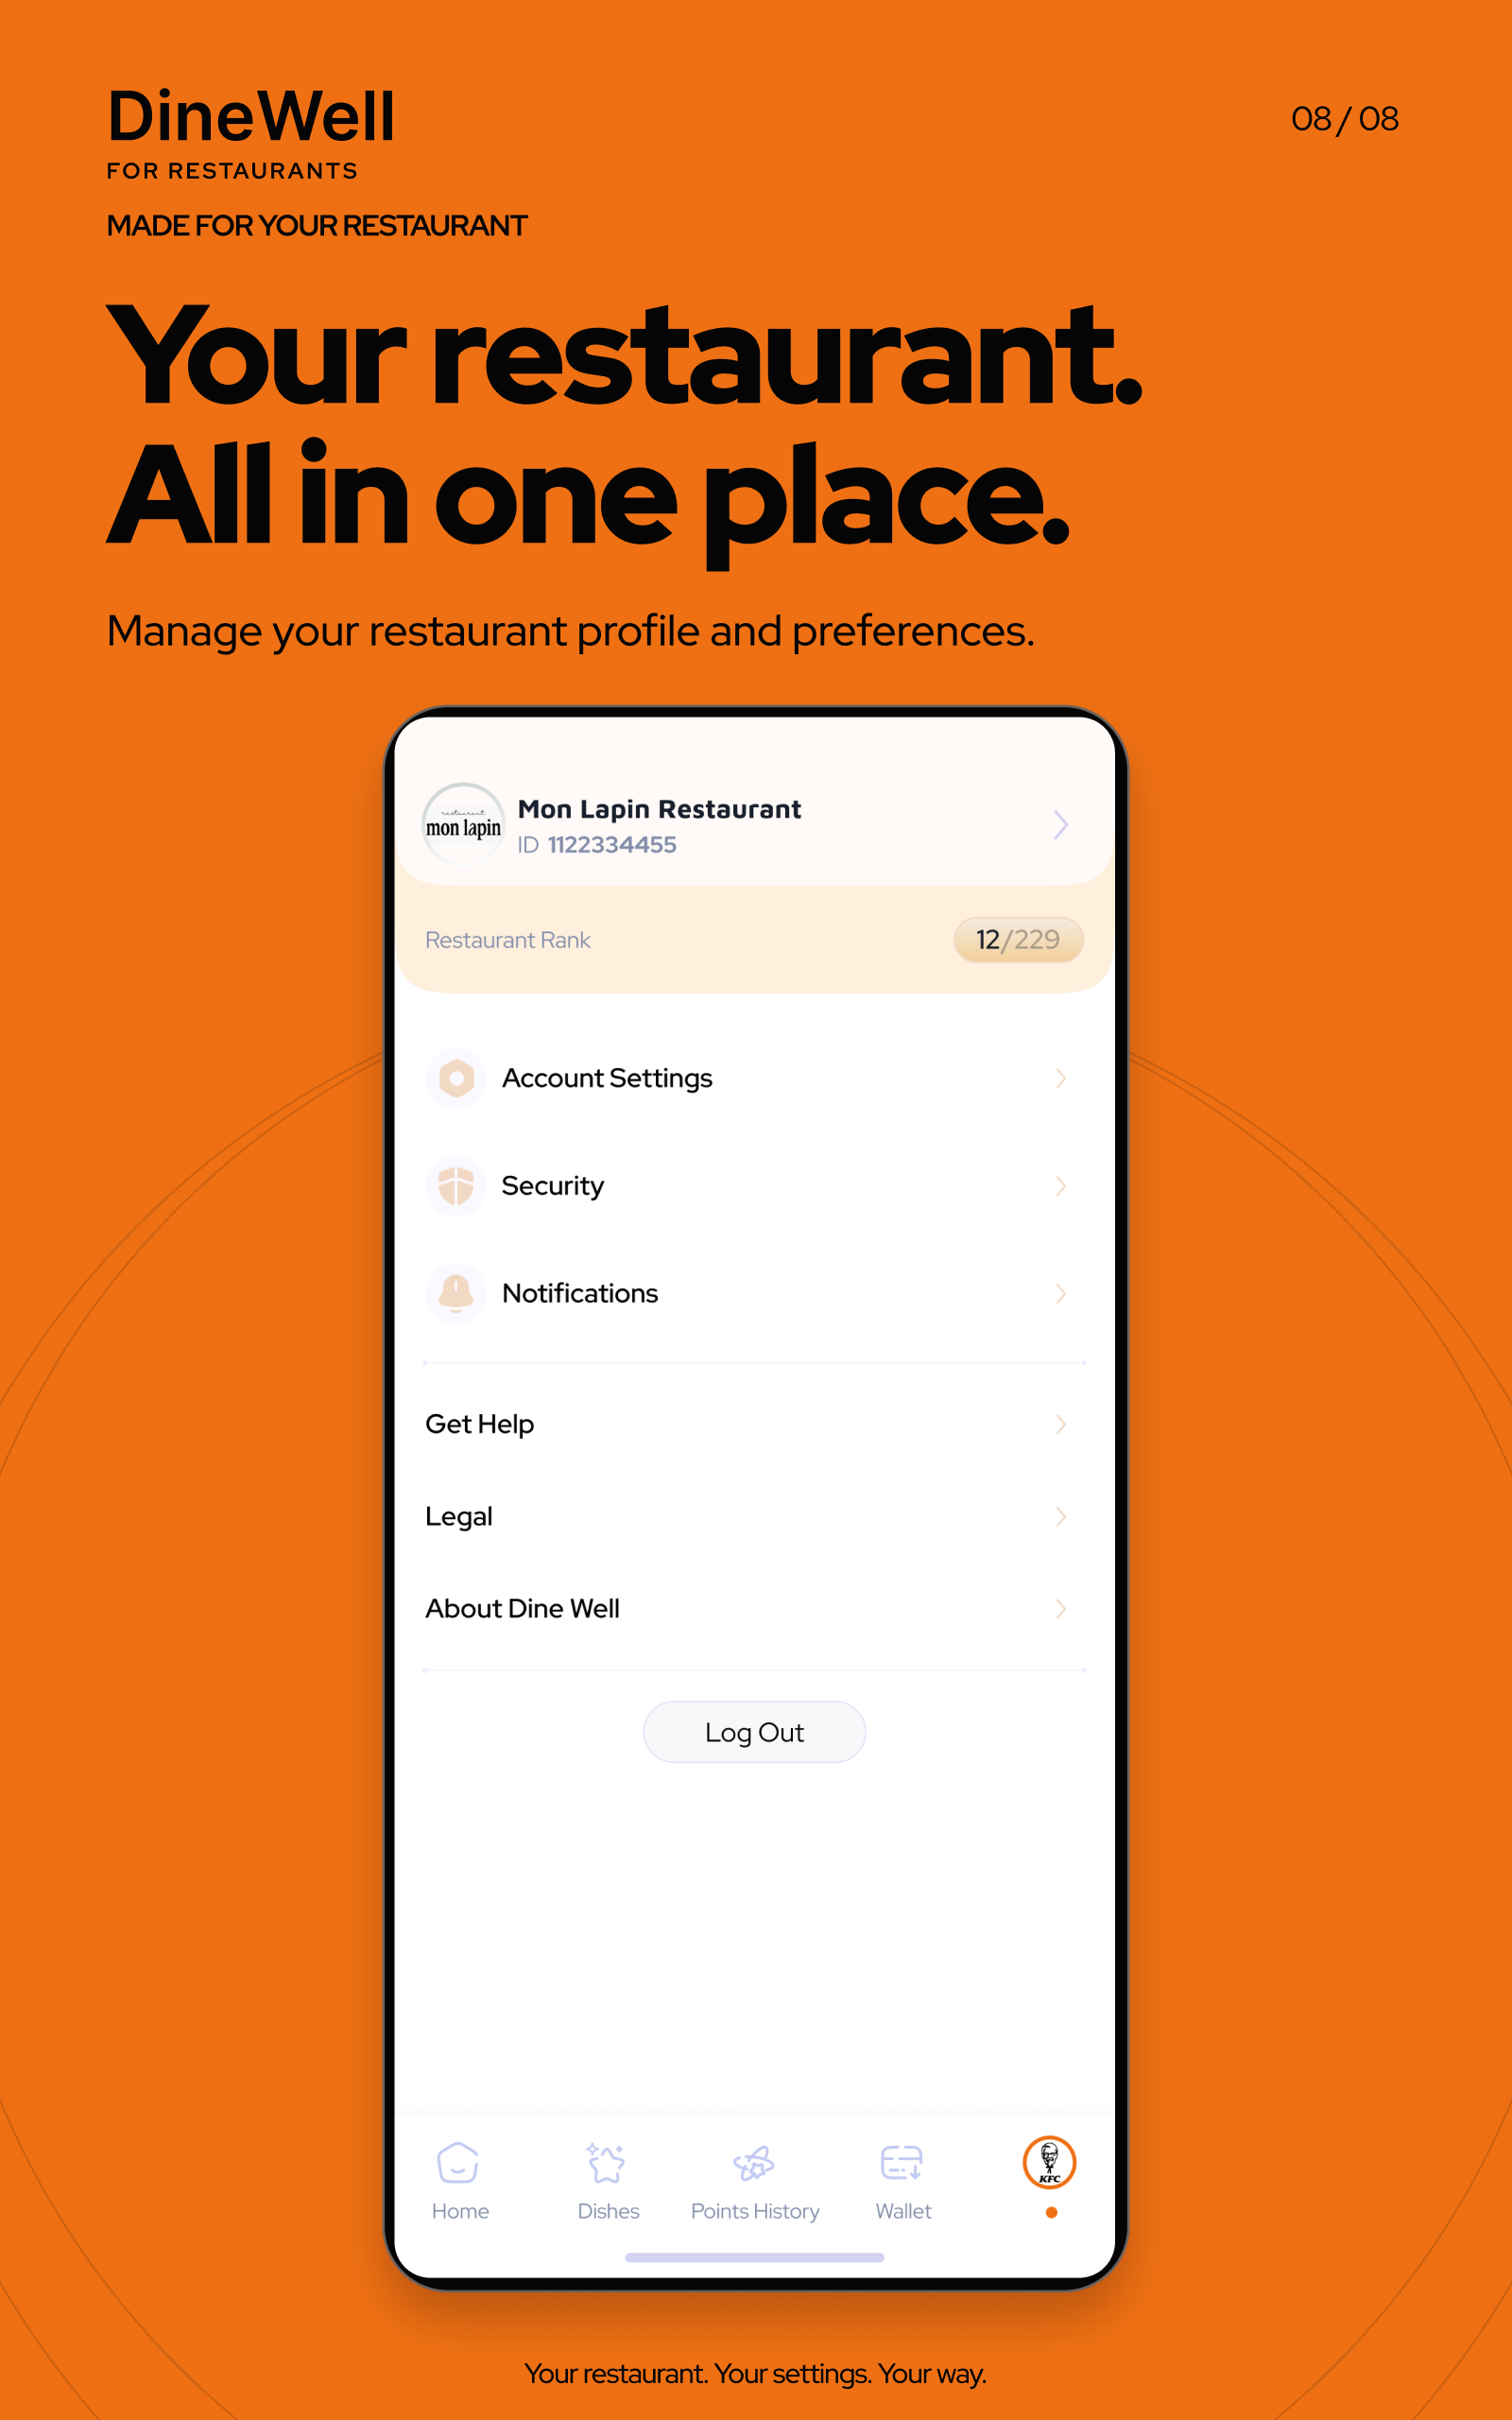 DineWell
08/08
FOR RESTAURANTS
MADE FOR YOUR RESTAURANT
Your restaurant.
All in one place.
Manage your restaurant profile and preferences.
restaurant
mon lapin
Mon Lapin Restaurant
ID 1122334455
Restaurant Rank
12/229
Account Settings
Security
Notifications
Get Help
Legal
About Dine Well
Log Out
KFC
Home
Dishes
Points History
Wallet
Your restaurant. Your settings. Your way.